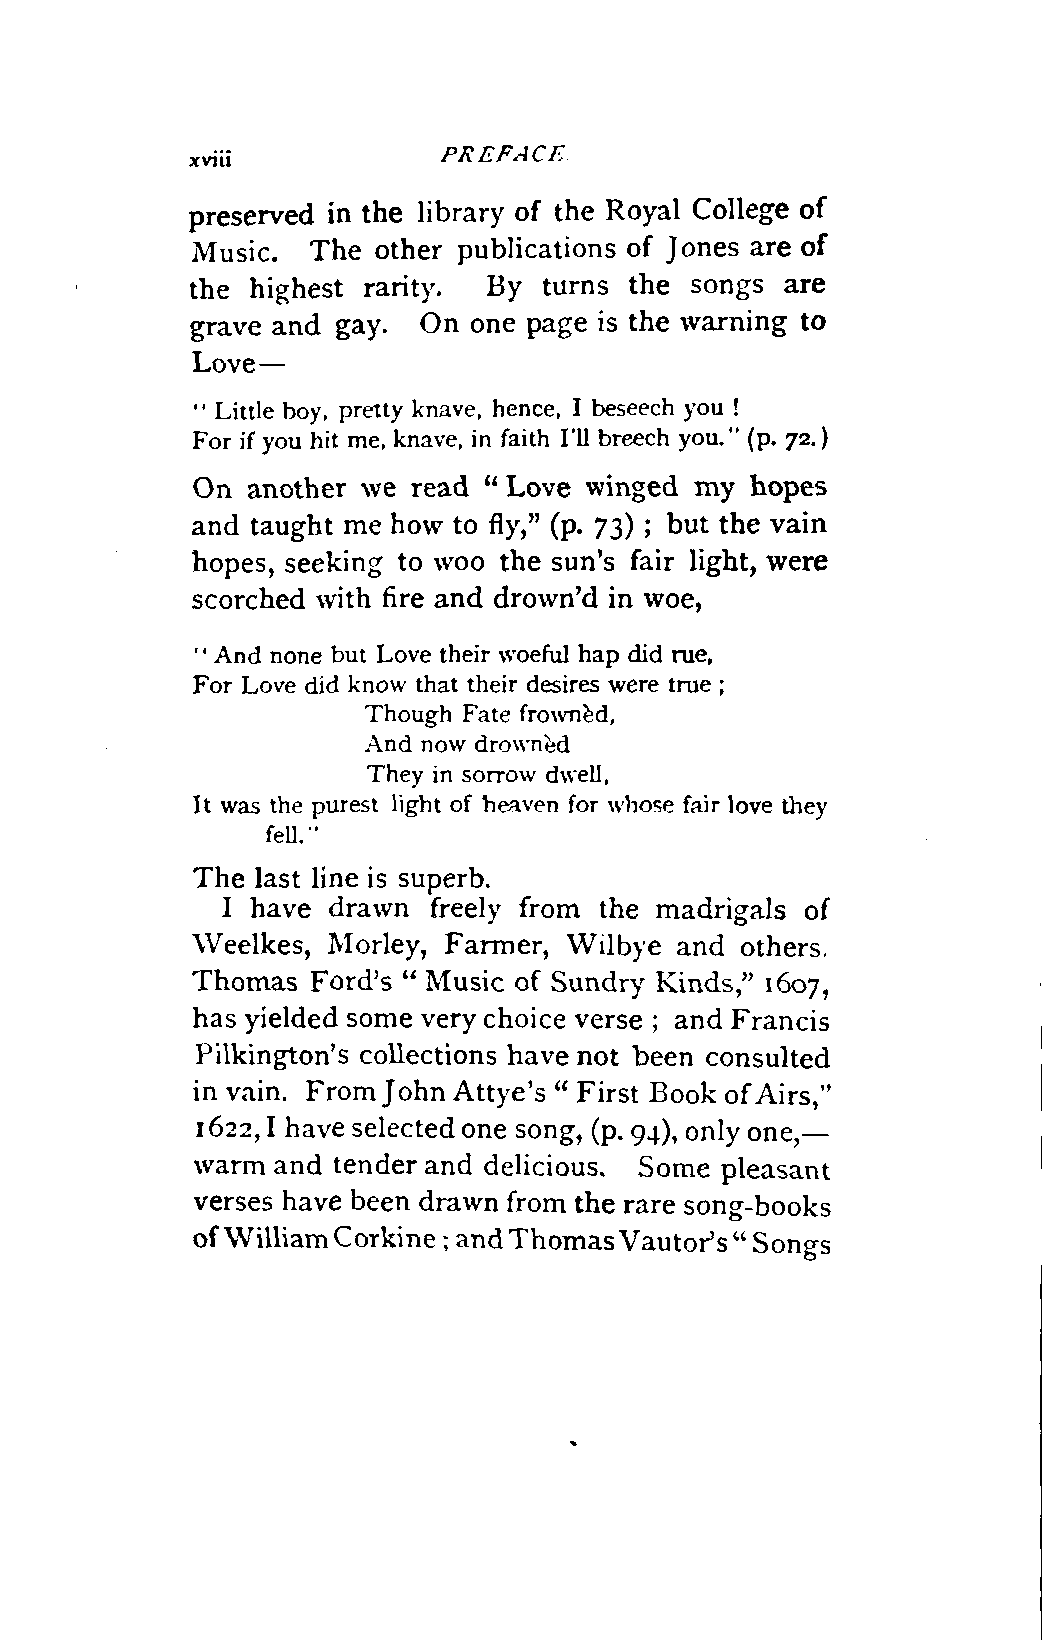 xviii PREFACE
preserved in the library of the Royal College of
Music. The other publications of Jones are of
the highest rarity. By turns the songs are
grave and gay. On one page is the warning to
Love—
" Little boy, pretty knave, hence, I beseech you !
For if you hit me, knave, in faith I'll breech you." (p. 72.)
On another we read “ Love winged my hopes
and taught me how to fly,” (p. 73) ; but the vain
hopes, seeking to woo the sun's fair light, were
scorched with fire and drown'd in woe,
" And none but Love their woeful hap did rue,
For Love did know that their desires were true ;
Though Fate frownèd,
And now drownèd
They in sorrow dwell,
It was the purest light of heaven for whose fair love they
fell."
The last line is superb.
I have drawn freely from the madrigals of
Weelkes, Morley, Farmer, Wilbye and others.
Thomas Ford's “ Music of Sundry Kinds,” 1607,
has yielded some very choice verse ; and Francis
Pilkington's collections have not been consulted
in vain. From John Attye's “ First Book of Airs,”
1622, I have selected one song, (p. 94), only one,—
warm and tender and delicious. Some pleasant
verses have been drawn from the rare song-books
of William Corkine ; and Thomas Vautor's “ Songs